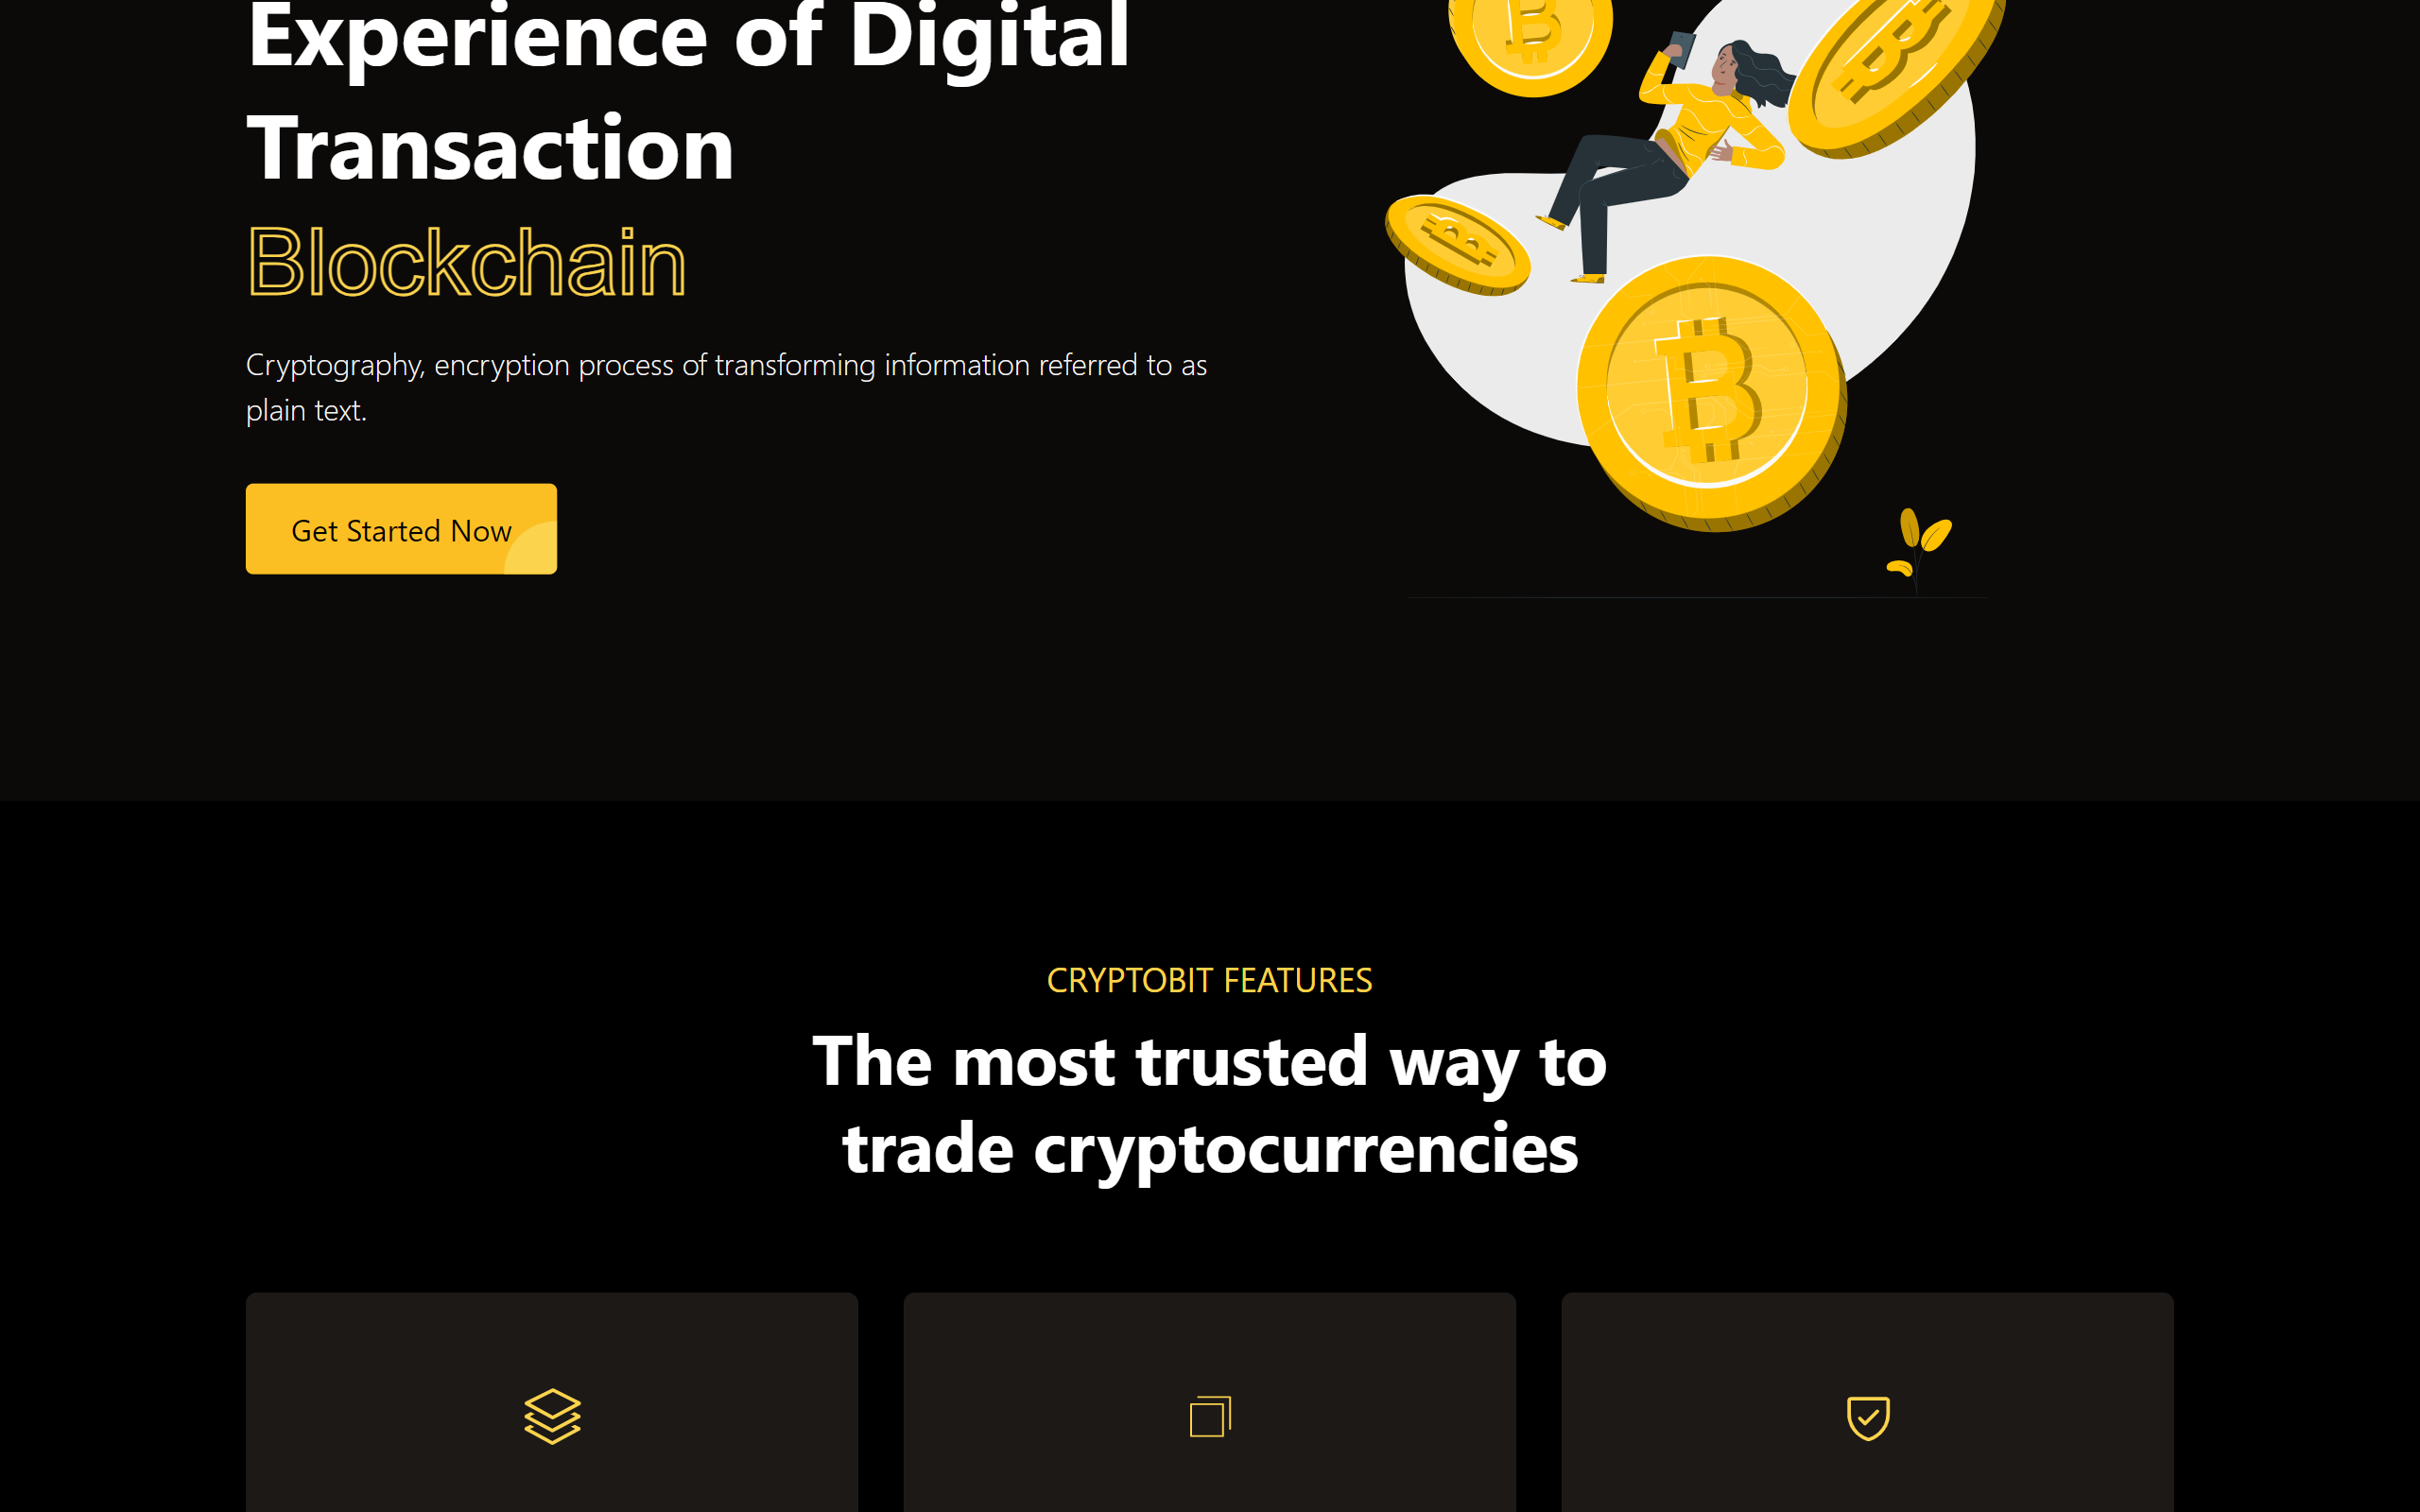 Experience of Digital
Transaction
Blockchain
Cryptography, encryption process of transforming information referred to as
plain text.
Get Started Now
CRYPTOBIT FEATURES
The most trusted way to
trade cryptocurrencies